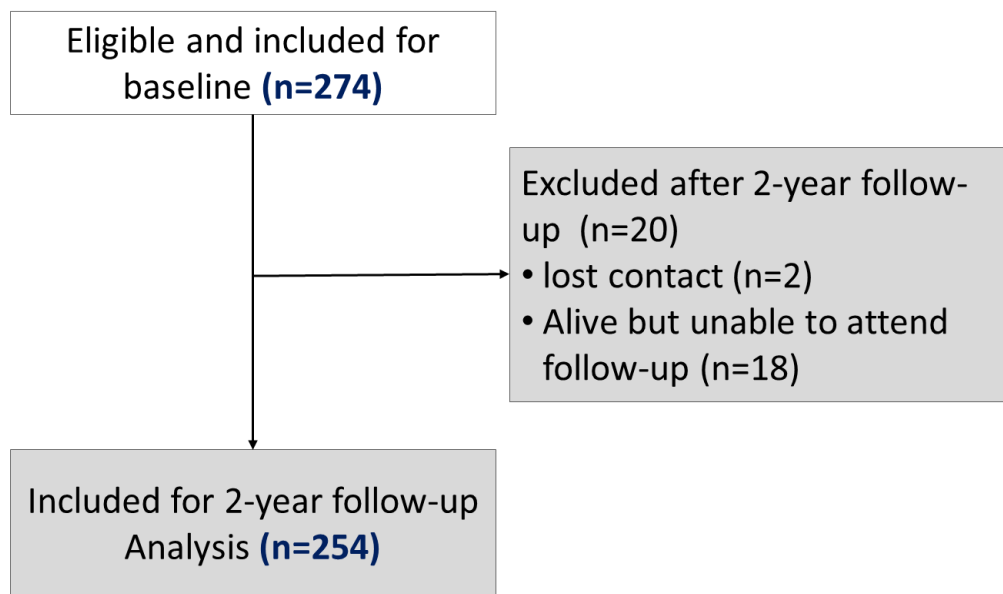 Eligible and included for
baseline (n=274)
Excluded after 2-year follow-
up (n=20)
• lost contact (n=2)
• Alive but unable to attend
follow-up (n=18)
Included for 2-year follow-up
Analysis (n=254)